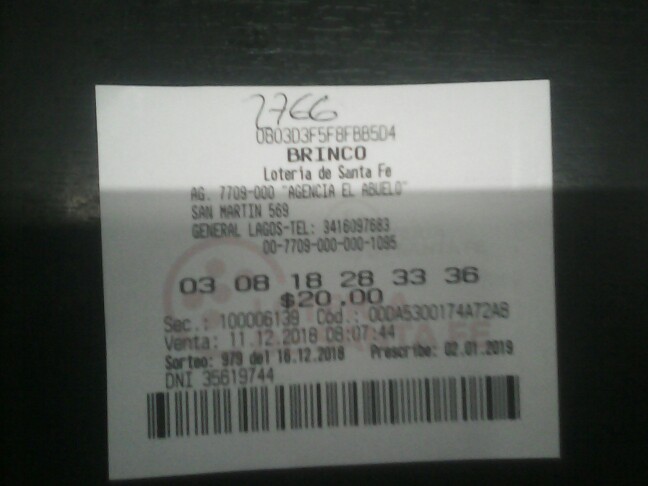 2766
0B03D3F5F8FBB5D4
BRINCO
Loteria de Santa Fe
AG. 7709-000 "AGENCIA EL ABUELO"
SAN MARTIN 569
GENERAL LAGOS-TEL: 3416097683
00-7709-000-000-1095
03 08 18 28 33 36
$20.00
Sec.: 100006139 Cod.: 00DA5300174A72A8
Venta: 11.12.2018 08:07:44
Sorteo: 979 del 16.12.2018 Prescribe: 02.01.2019
DNI 35619744